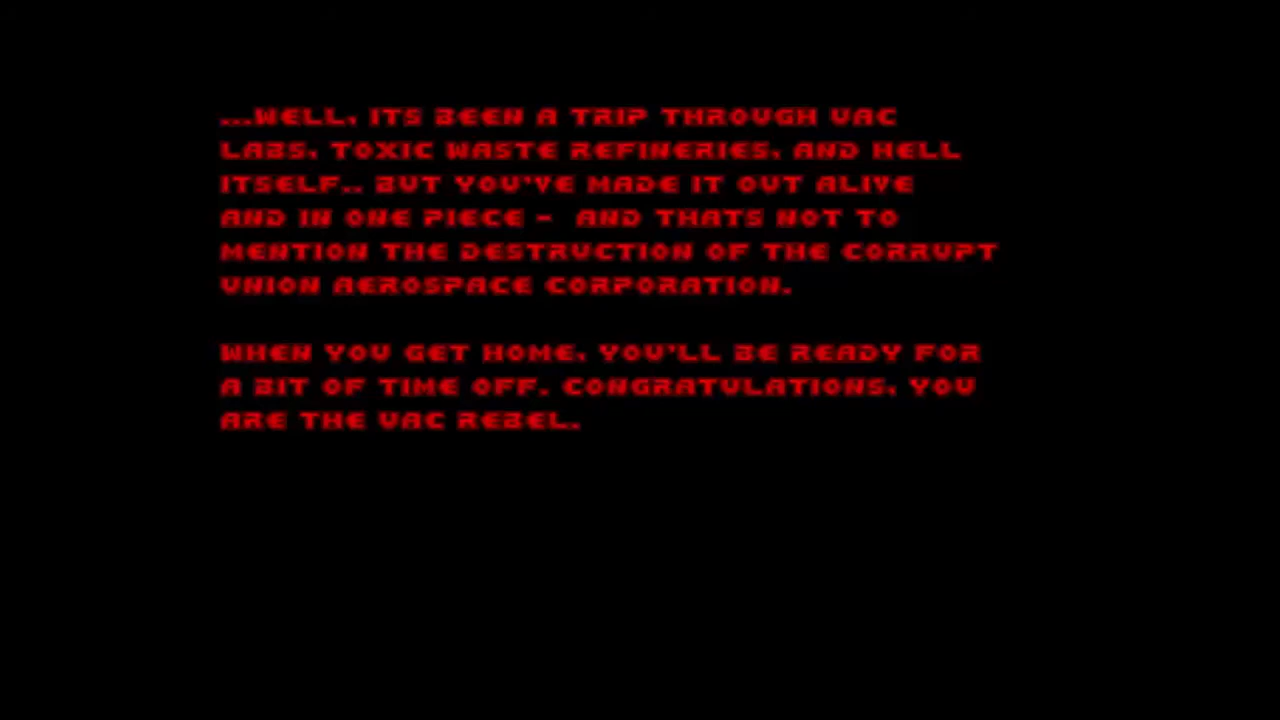 ...WELL, ITS BEEN A TRIP THROUGH UAC
LABS, TOXIC WASTE REFINERIES, AND HELL
ITSELF.. BUT YOU'VE MADE IT OUT ALIVE
AND IN ONE PIECE - AND THATS NOT TO
MENTION THE DESTRUCTION OF THE CORRUPT
UNION AEROSPACE CORPORATION.
WHEN YOU GET HOME, YOU'LL BE READY FOR
A BIT OF TIME OFF. CONGRATULATIONS, YOU
ARE THE UAC REBEL.